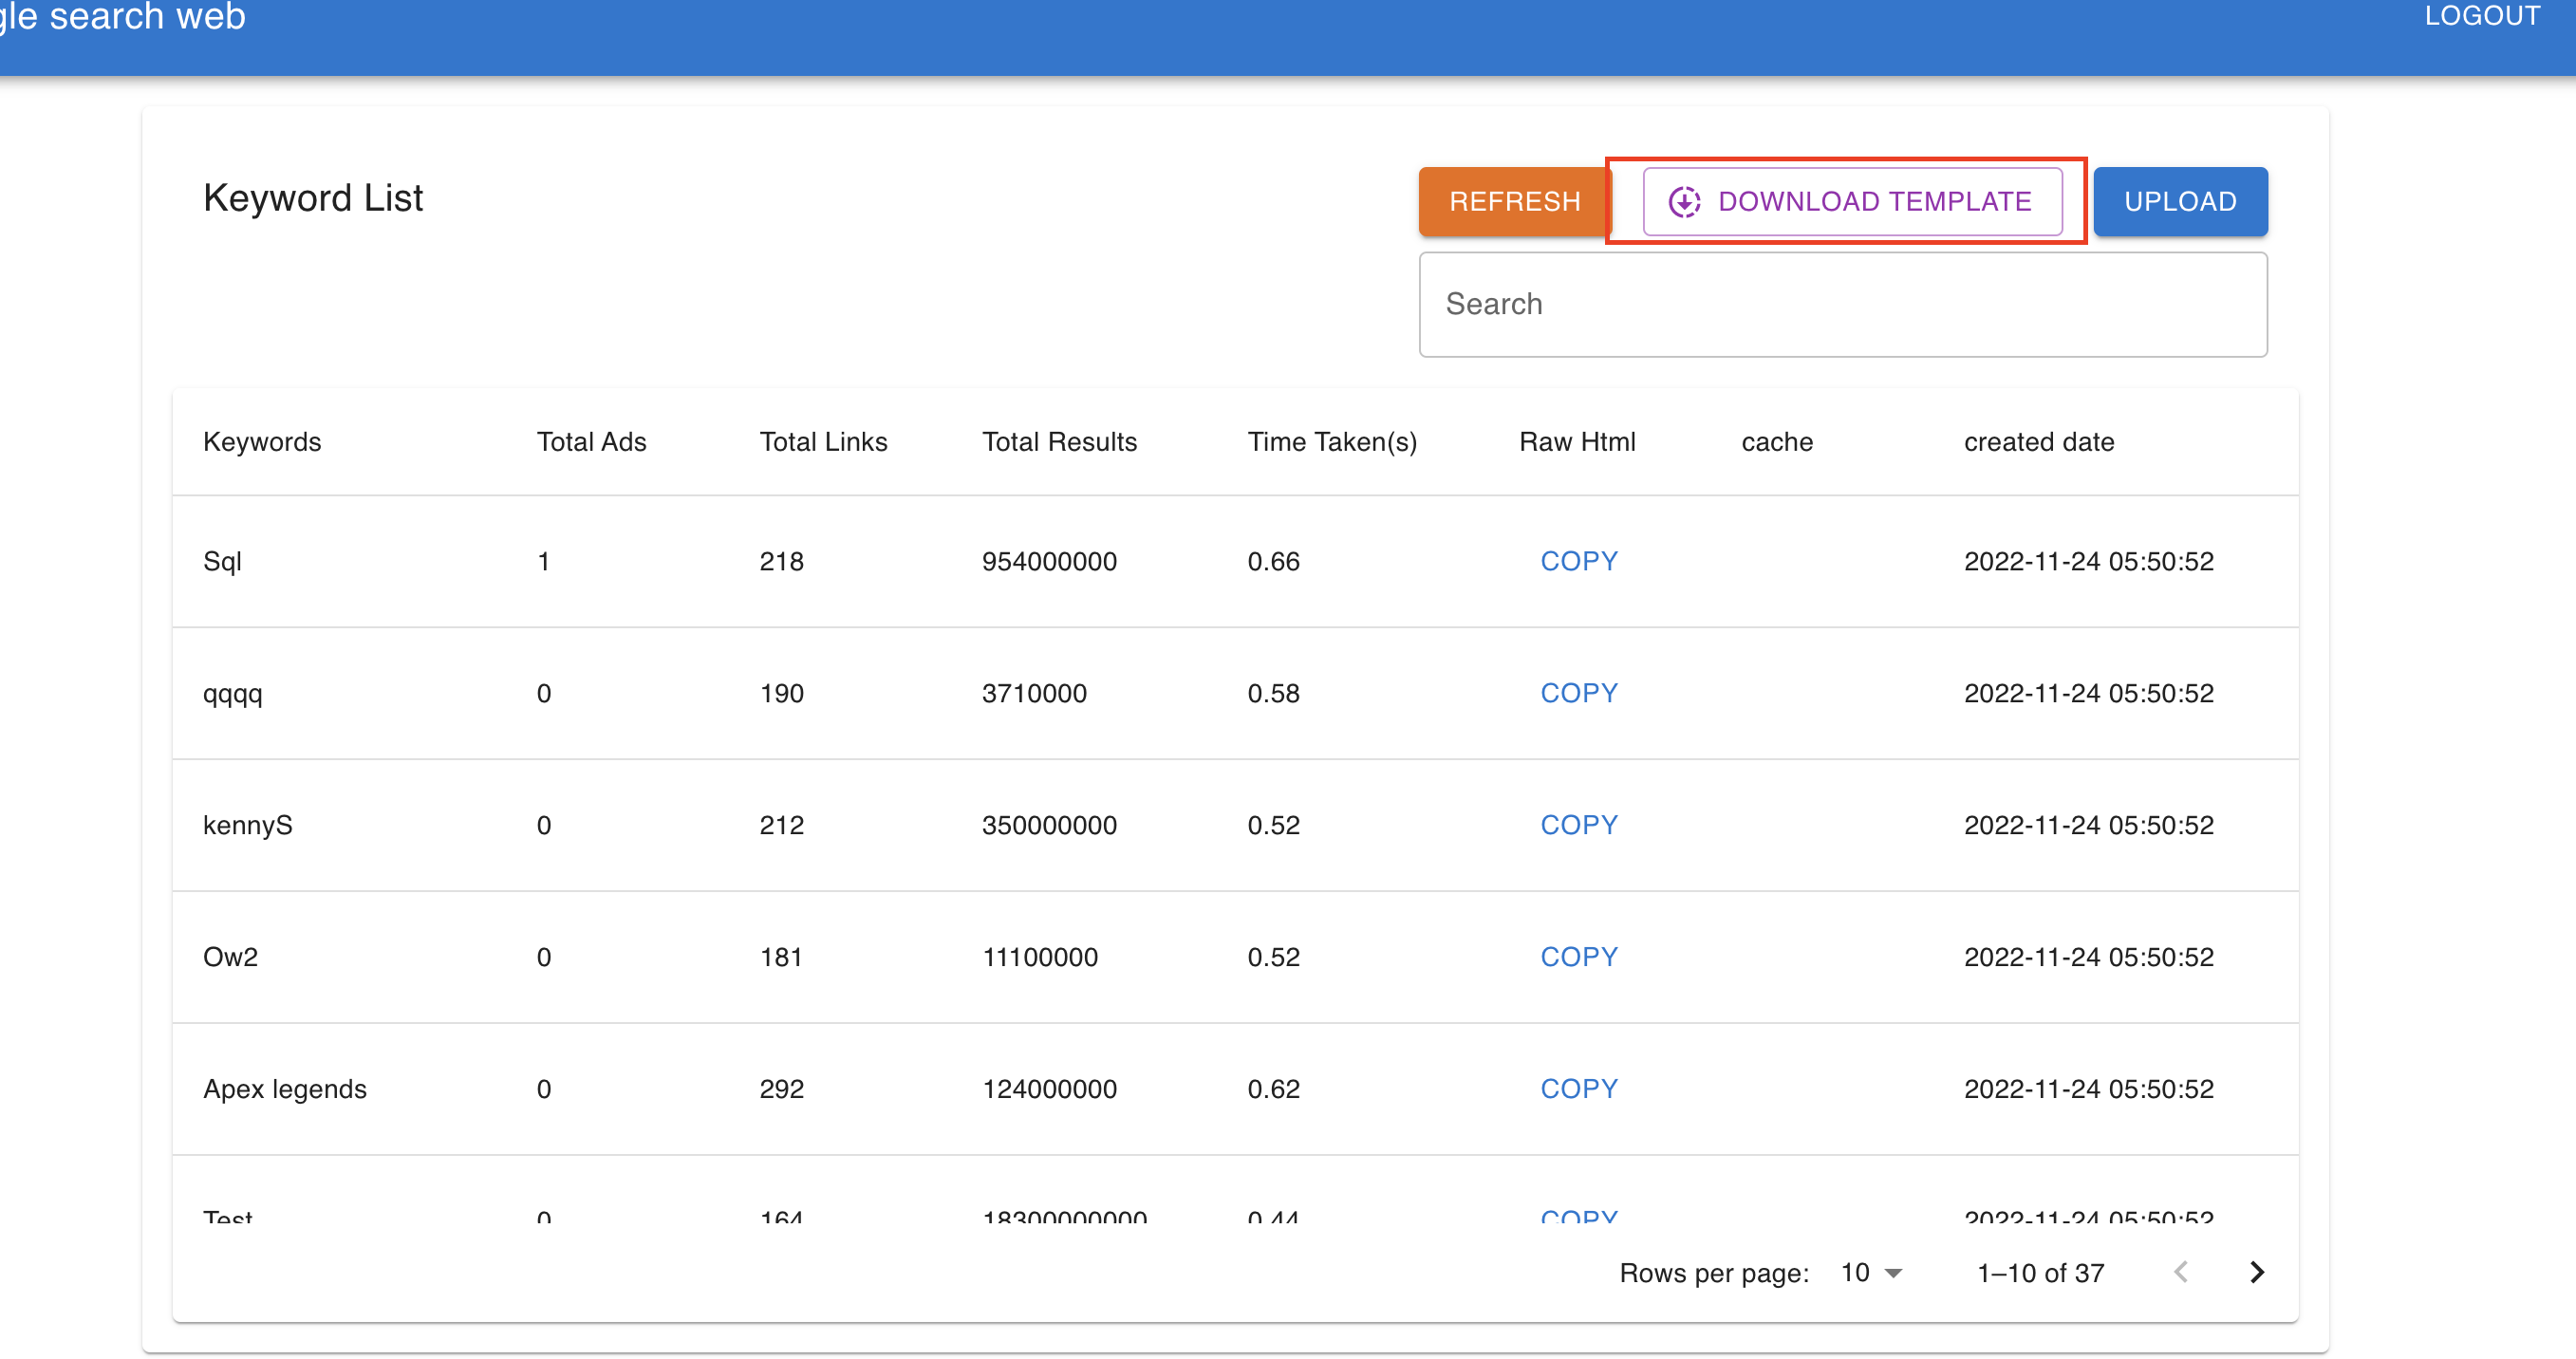 gle search web LOGOUT
Keyword List REFRESH DOWNLOAD TEMPLATE UPLOAD
Search
Keywords Total Ads Total Links Total Results Time Taken(s) Raw Html cache created date
Sql 1 218 954000000 0.66 COPY 2022-11-24 05:50:52
qqqq 0 190 3710000 0.58 COPY 2022-11-24 05:50:52
kennyS 0 212 350000000 0.52 COPY 2022-11-24 05:50:52
Ow2 0 181 11100000 0.52 COPY 2022-11-24 05:50:52
Apex legends 0 292 124000000 0.62 COPY 2022-11-24 05:50:52
Test 0 164 18300000000 0.44 COPY 2022-11-24 05:50:52
Rows per page: 10 1–10 of 37